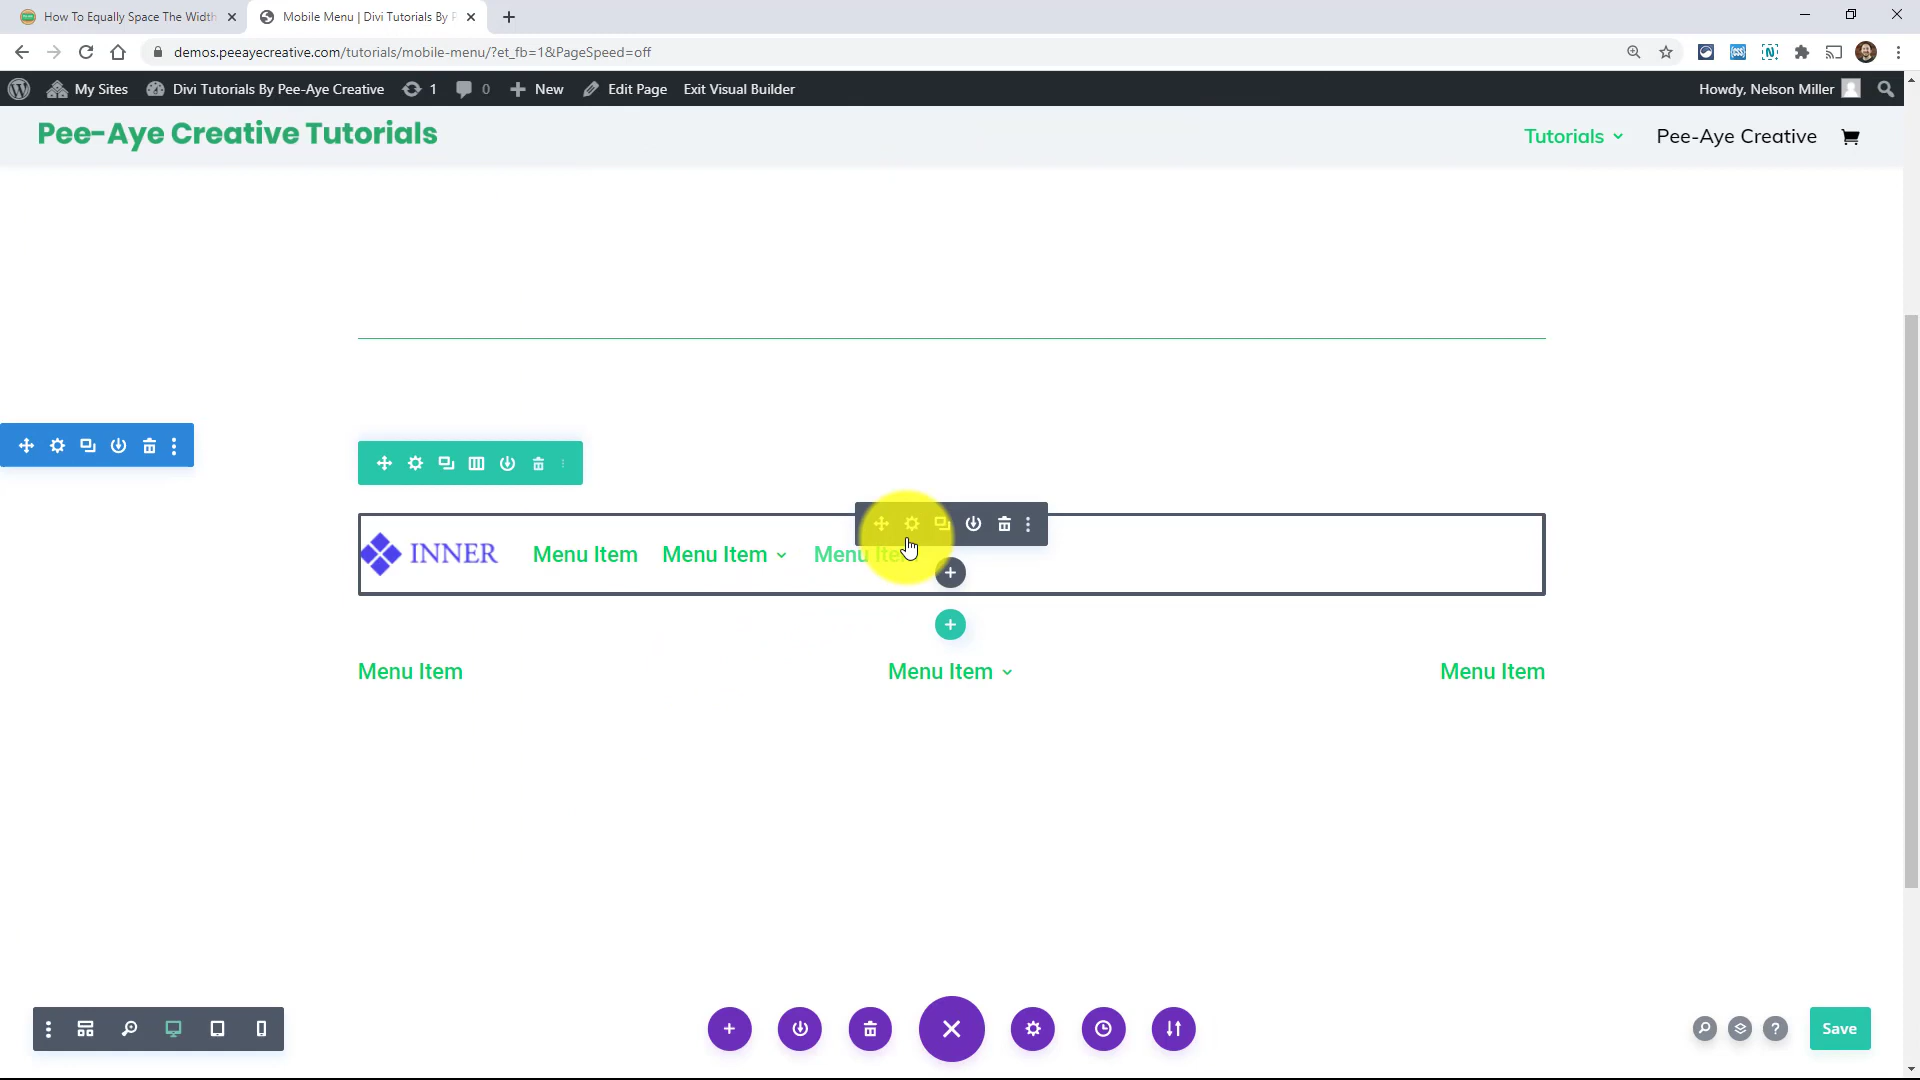 How To Equally Space The Width
Mobile Menu | Divi Tutorials By P
demos.peeayecreative.com/tutorials/mobile-menu/?et_fb=1&PageSpeed=off
My Sites
Divi Tutorials By Pee-Aye Creative
1
0
New
Edit Page
Exit Visual Builder
Howdy, Nelson Miller
Pee-Aye Creative Tutorials
Tutorials
Pee-Aye Creative
INNER
Menu Item
Menu Item
Menu Item
Menu Item
Menu Item
Menu Item
Save